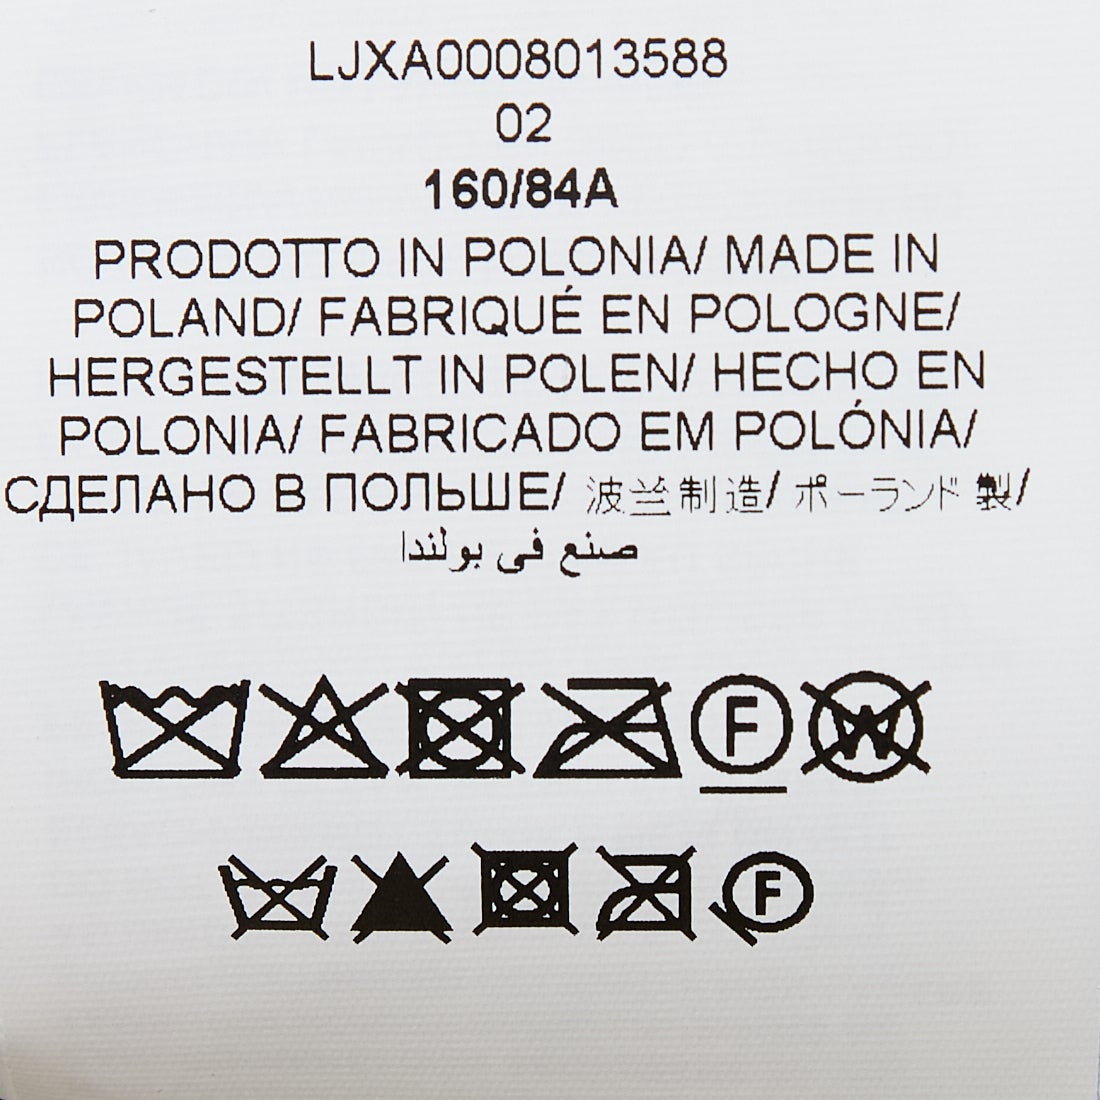 LJXA0008013588
02
160/84A
PRODOTTO IN POLONIA/ MADE IN
POLAND/ FABRIQUÉ EN POLOGNE/
HERGESTELLT IN POLEN/ HECHO EN
POLONIA/ FABRICADO EM POLÓNIA/
СДЕЛАНО В ПОЛЬШЕ/ 波兰制造/ ポーランド製/
صنع في بولندا
F W
F